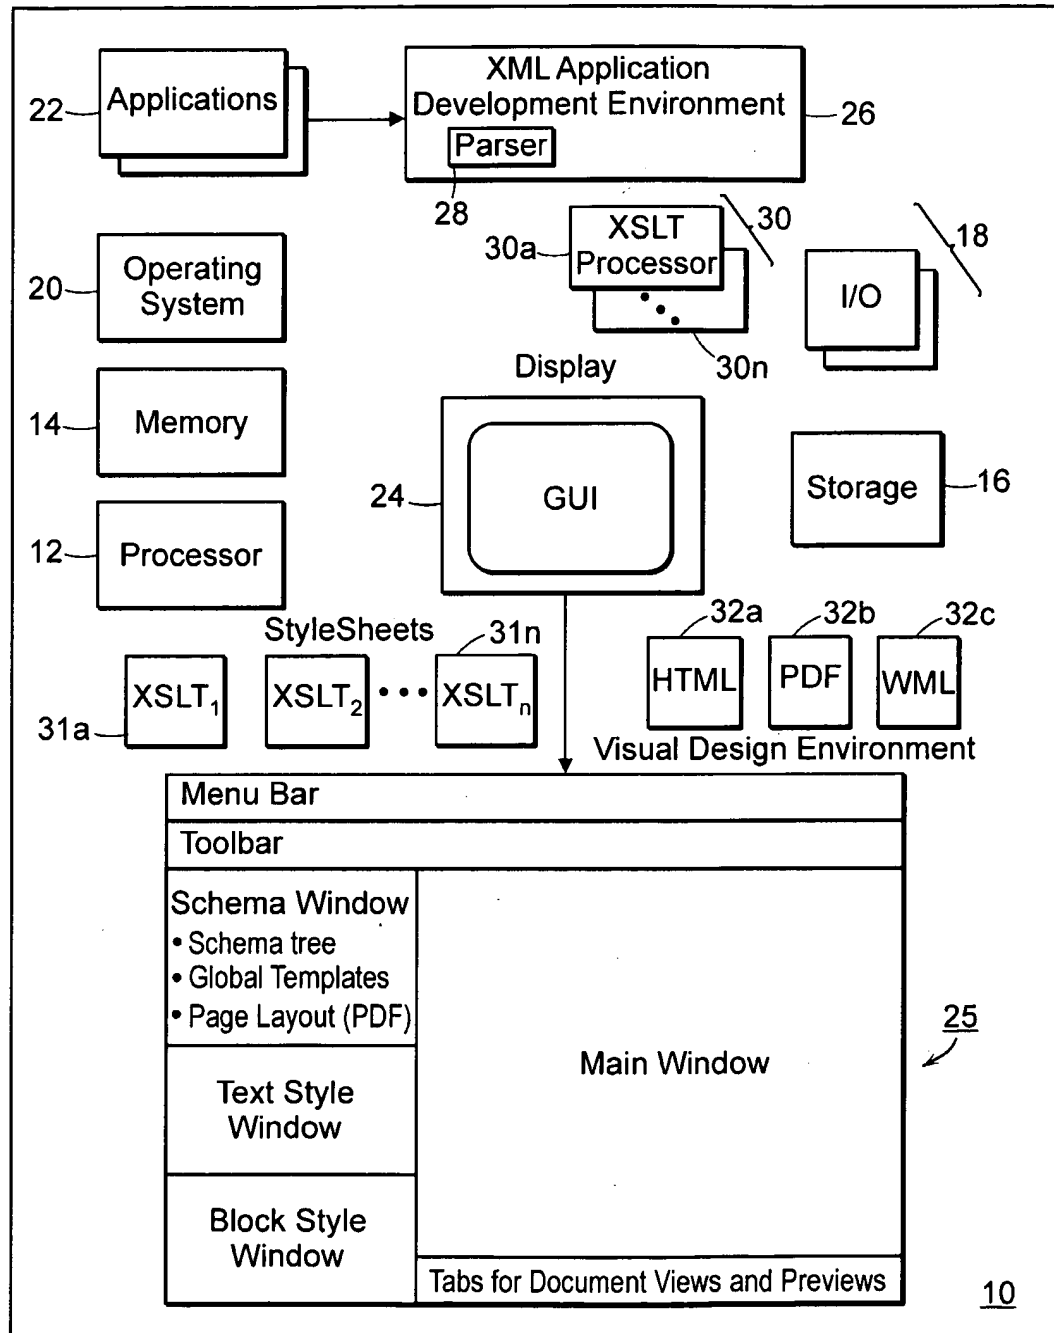 22
Applications
XML Application
Development Environment
Parser
26
28
30a
XSLT
Processor
30
30n
18
I/O
20
Operating
System
14
Memory
12
Processor
Display
24
GUI
Storage
16
StyleSheets
31n
XSLT1
XSLT2
• • •
XSLTn
31a
32a
32b
32c
HTML
PDF
WML
Visual Design Environment
Menu Bar
Toolbar
Schema Window
• Schema tree
• Global Templates
• Page Layout (PDF)
Text Style
Window
Block Style
Window
Main Window
Tabs for Document Views and Previews
25
10